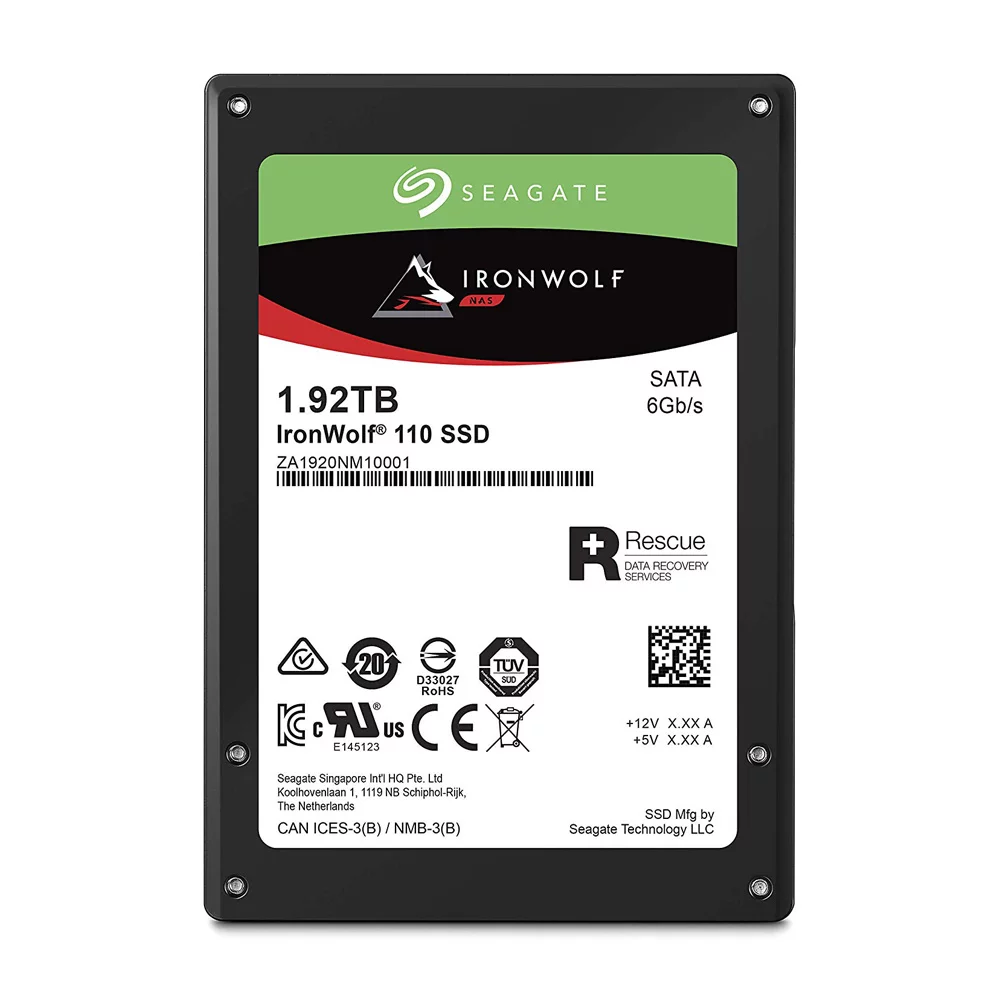 SEAGATE
IRONWOLF
NAS
1.92TB
SATA
6Gb/s
IronWolf® 110 SSD
ZA1920NM10001
R Rescue
DATA RECOVERY
SERVICES
20
D33027
RoHS
TÜV
SÜD
c RU® US
E145123
CE
+12V X.XX A
+5V X.XX A
Seagate Singapore Int'l HQ Pte. Ltd
Koolhovenlaan 1, 1119 NB Schiphol-Rijk,
The Netherlands
CAN ICES-3(B) / NMB-3(B)
SSD Mfg by
Seagate Technology LLC